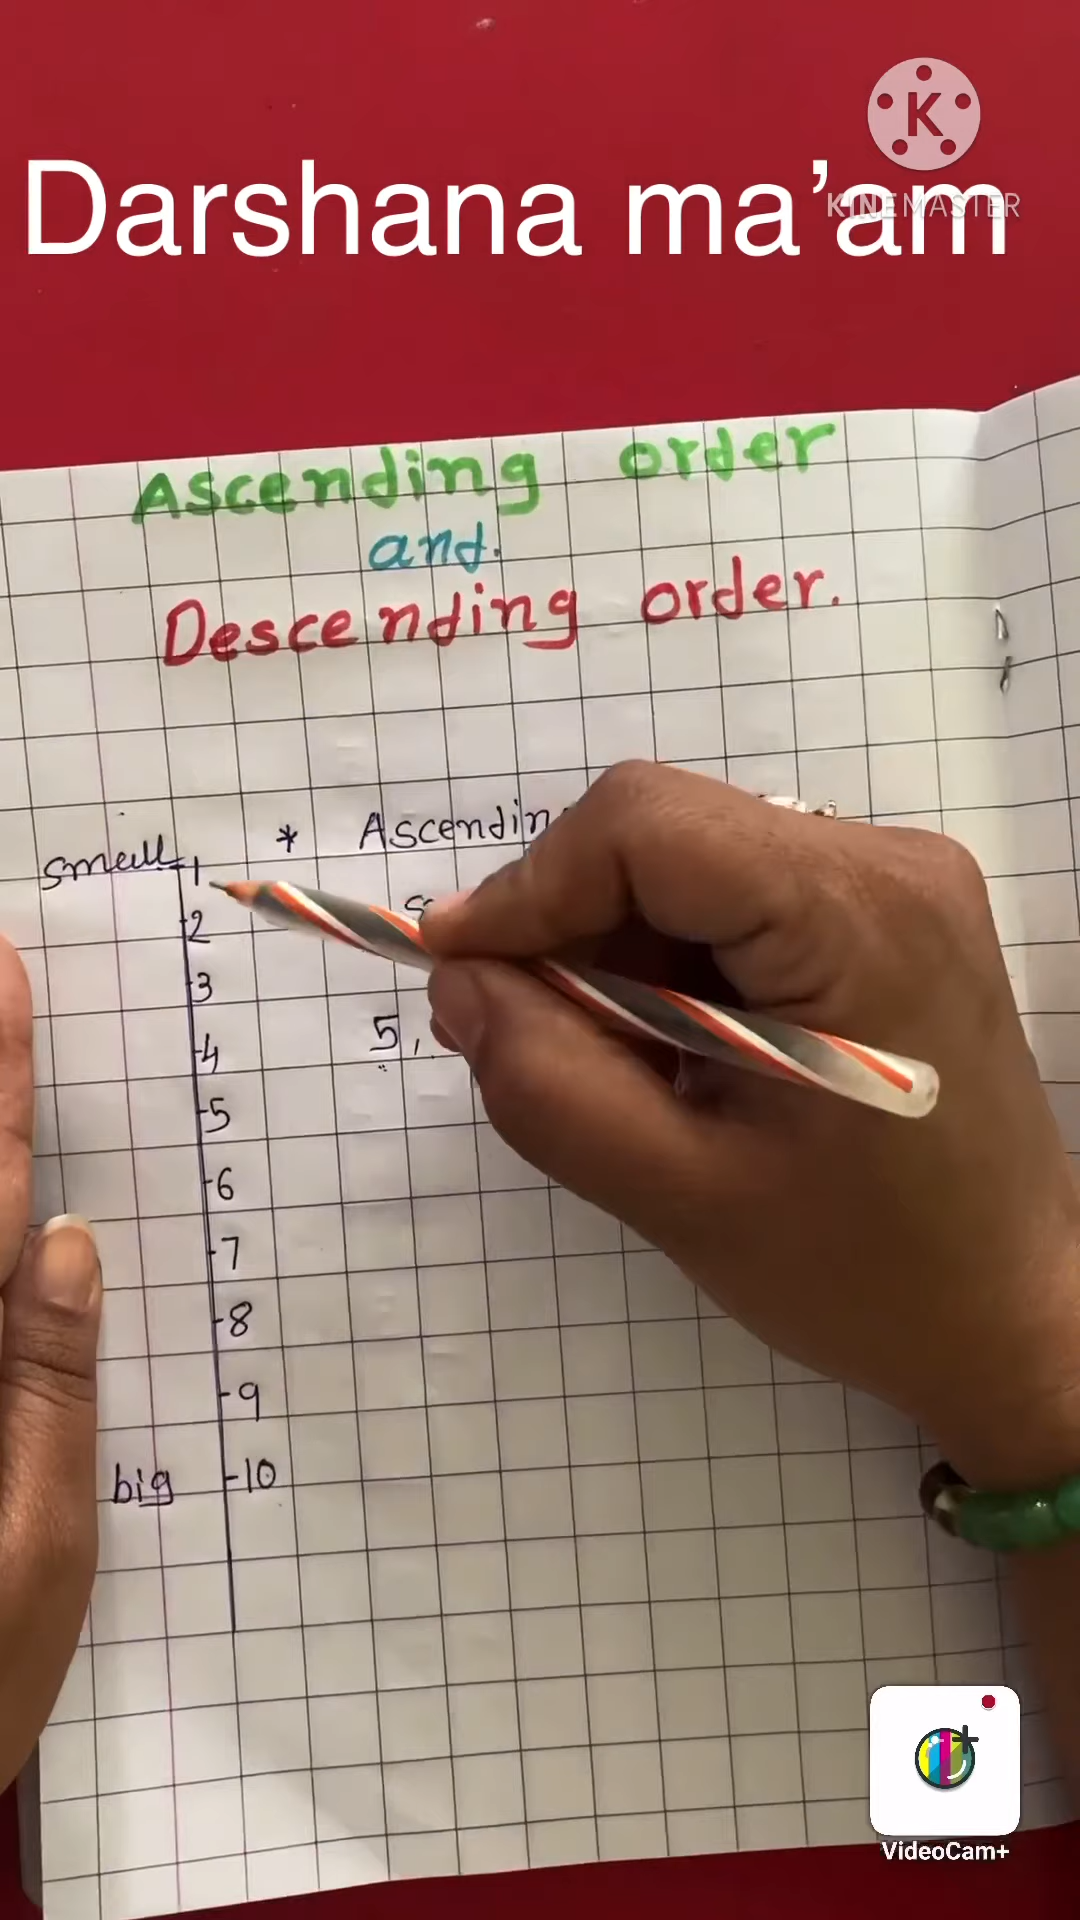 K
KINEMASTER
Darshana ma’am
Ascending order
and.
Descending order.
* Ascendin
small 1
2
3
4
5,
5
6
7
8
9
big 10
VideoCam+